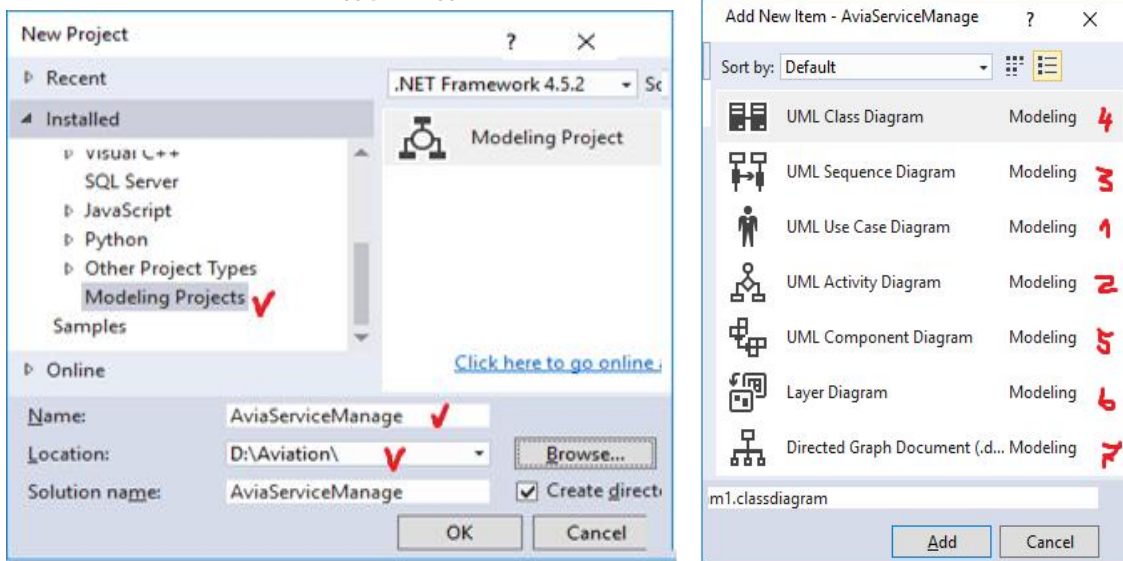 New Project
?
Recent
.NET Framework 4.5.2
Installed
Modeling Project
Visual C++
SQL Server
JavaScript
Python
Other Project Types
Modeling Projects
Samples
Online
Click here to go online
Name: AviaServiceManage
Location: D:\Aviation\ Browse...
Solution name: AviaServiceManage Create directo
OK Cancel
Add New Item - AviaServiceManage ?
Sort by: Default
UML Class Diagram Modeling 4
UML Sequence Diagram Modeling 3
UML Use Case Diagram Modeling 1
UML Activity Diagram Modeling 2
UML Component Diagram Modeling 5
Layer Diagram Modeling 6
Directed Graph Document (.d... Modeling 7
m1.classdiagram
Add Cancel